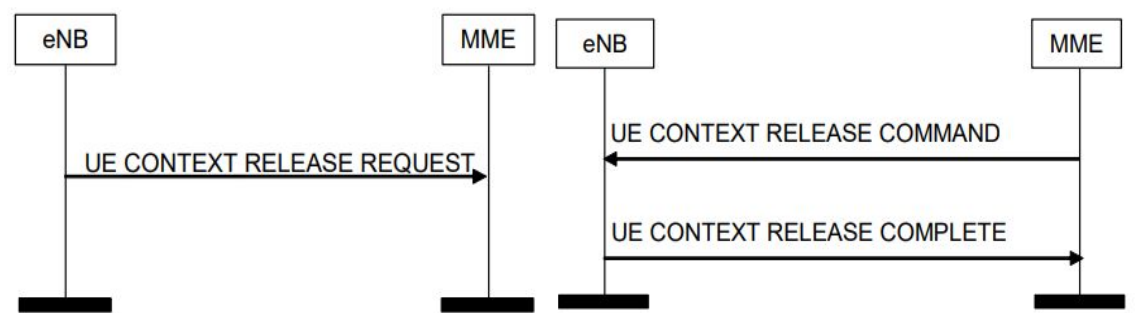 eNB
MME
UE CONTEXT RELEASE REQUEST
eNB
MME
UE CONTEXT RELEASE COMMAND
UE CONTEXT RELEASE COMPLETE